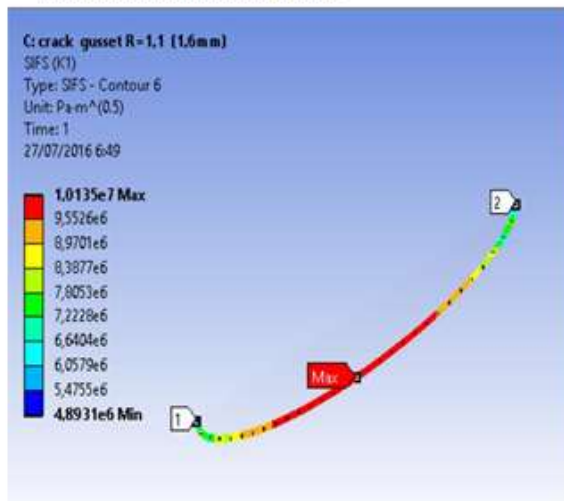 C: crack gusset R=1,1 (1,6mm)
SIFS (K1)
Type: SIFS - Contour 6
Unit: Pa·m^(0.5)
Time: 1
27/07/2016 6:49
1,0135e7 Max
9,5526e6
8,9701e6
8,3877e6
7,8053e6
7,2228e6
6,6404e6
6,0579e6
5,4755e6
4,8931e6 Min
2
Max
1